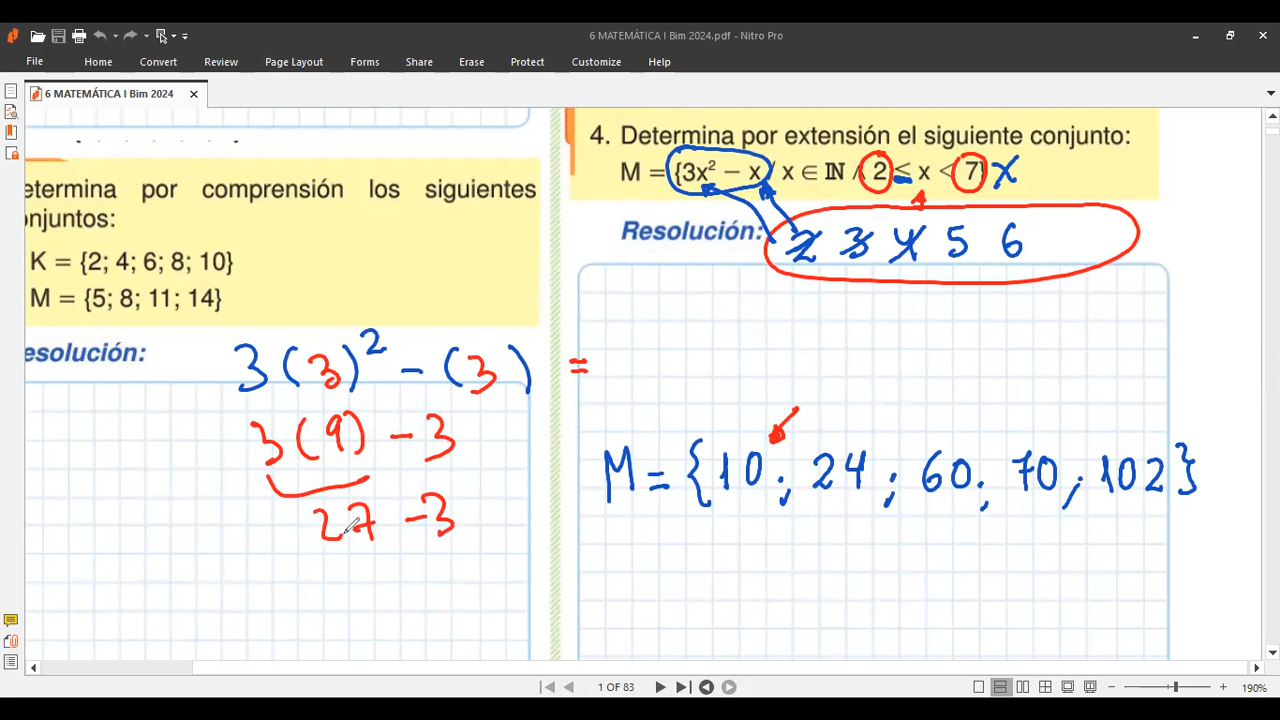 6 MATEMÁTICA I Bim 2024.pdf - Nitro Pro
File Home Convert Review Page Layout Forms Share Erase Protect Customize Help
6 MATEMÁTICA I Bim 2024
etermina por comprensión los siguientes
onjuntos:
K = {2; 4; 6; 8; 10}
M = {5; 8; 11; 14}
esolución:
3 (3)² - (3) =
3 (9) - 3
27 - 3
4. Determina por extensión el siguiente conjunto:
M = {3x² – x / x ∈ ℕ ∧ 2 ≤ x < 7} x
Resolución: 2 3 4 5 6
M = {10 ; 24 ; 60 ; 70 ; 102}
1 OF 83
190%